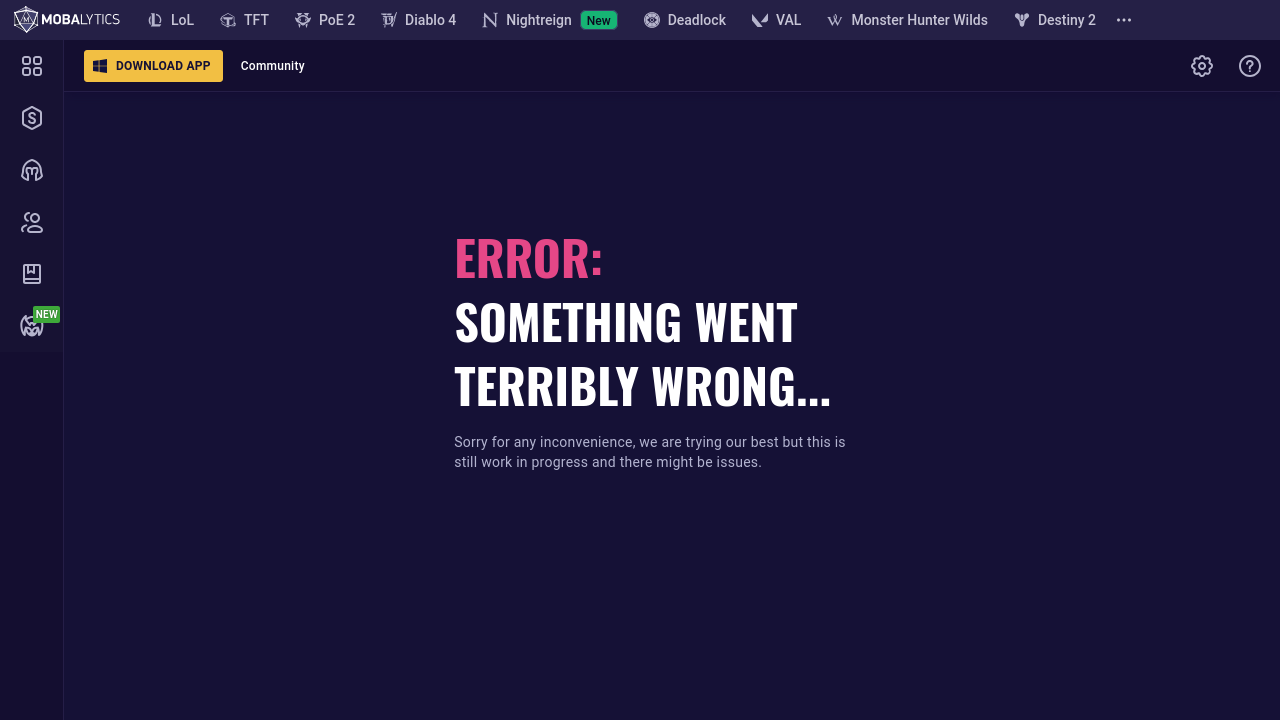 MOBALYTICS LoL TFT PoE 2 Diablo 4 Nightreign New Deadlock VAL Monster Hunter Wilds Destiny 2
DOWNLOAD APP Community
NEW
ERROR:
SOMETHING WENT
TERRIBLY WRONG...
Sorry for any inconvenience, we are trying our best but this is
still work in progress and there might be issues.